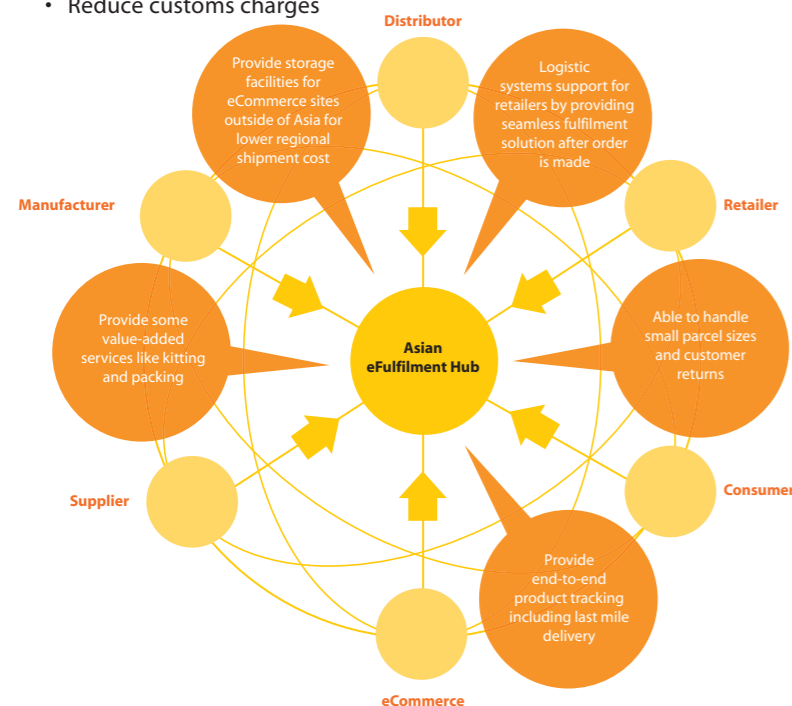 • Reduce customs charges
Distributor
Provide storage
facilities for
eCommerce sites
outside of Asia for
lower regional
shipment cost
Logistic
systems support for
retailers by providing
seamless fulfilment
solution after order
is made
Manufacturer
Retailer
Provide some
value-added
services like kitting
and packing
Asian
eFulfilment Hub
Able to handle
small parcel sizes
and customer
returns
Supplier
Consumer
Provide
end-to-end
product tracking
including last mile
delivery
eCommerce